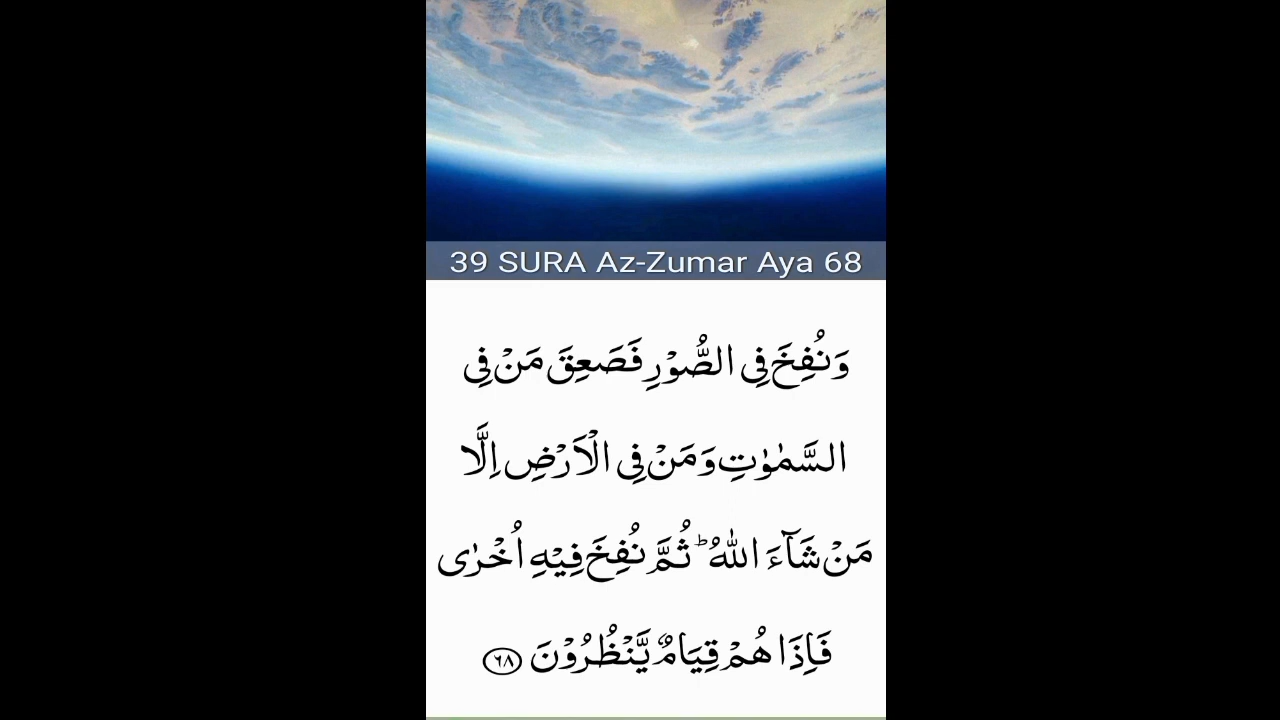 39 SURA Az-Zumar Aya 68
وَنُفِخَ فِى الصُّوْرِ فَصَعِقَ مَنْ فِى
السَّمٰوٰتِ وَمَنْ فِى الْاَرْضِ اِلَّا
مَنْ شَآءَ اللّٰهُ ؕ ثُمَّ نُفِخَ فِيْهِ اُخْرٰى
فَاِذَا هُمْ قِيَامٌ يَّنْظُرُوْنَ ۝٦٨